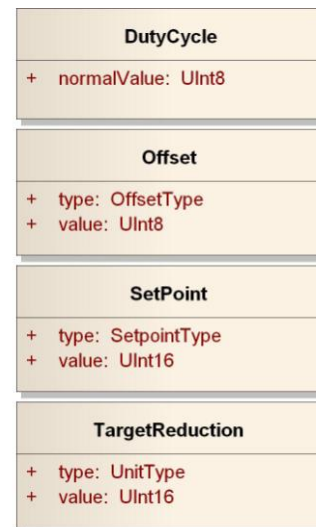 DutyCycle
+ normalValue: UInt8
Offset
+ type: OffsetType
+ value: UInt8
SetPoint
+ type: SetpointType
+ value: UInt16
TargetReduction
+ type: UnitType
+ value: UInt16